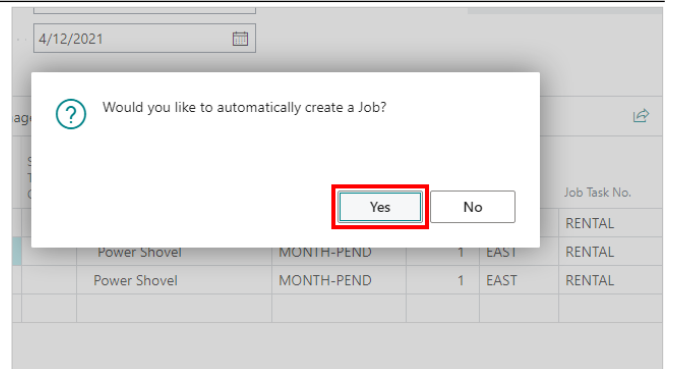 4/12/2021
Would you like to automatically create a Job?
Yes No
Job Task No.
RENTAL
Power Shovel MONTH-PEND 1 EAST RENTAL
Power Shovel MONTH-PEND 1 EAST RENTAL